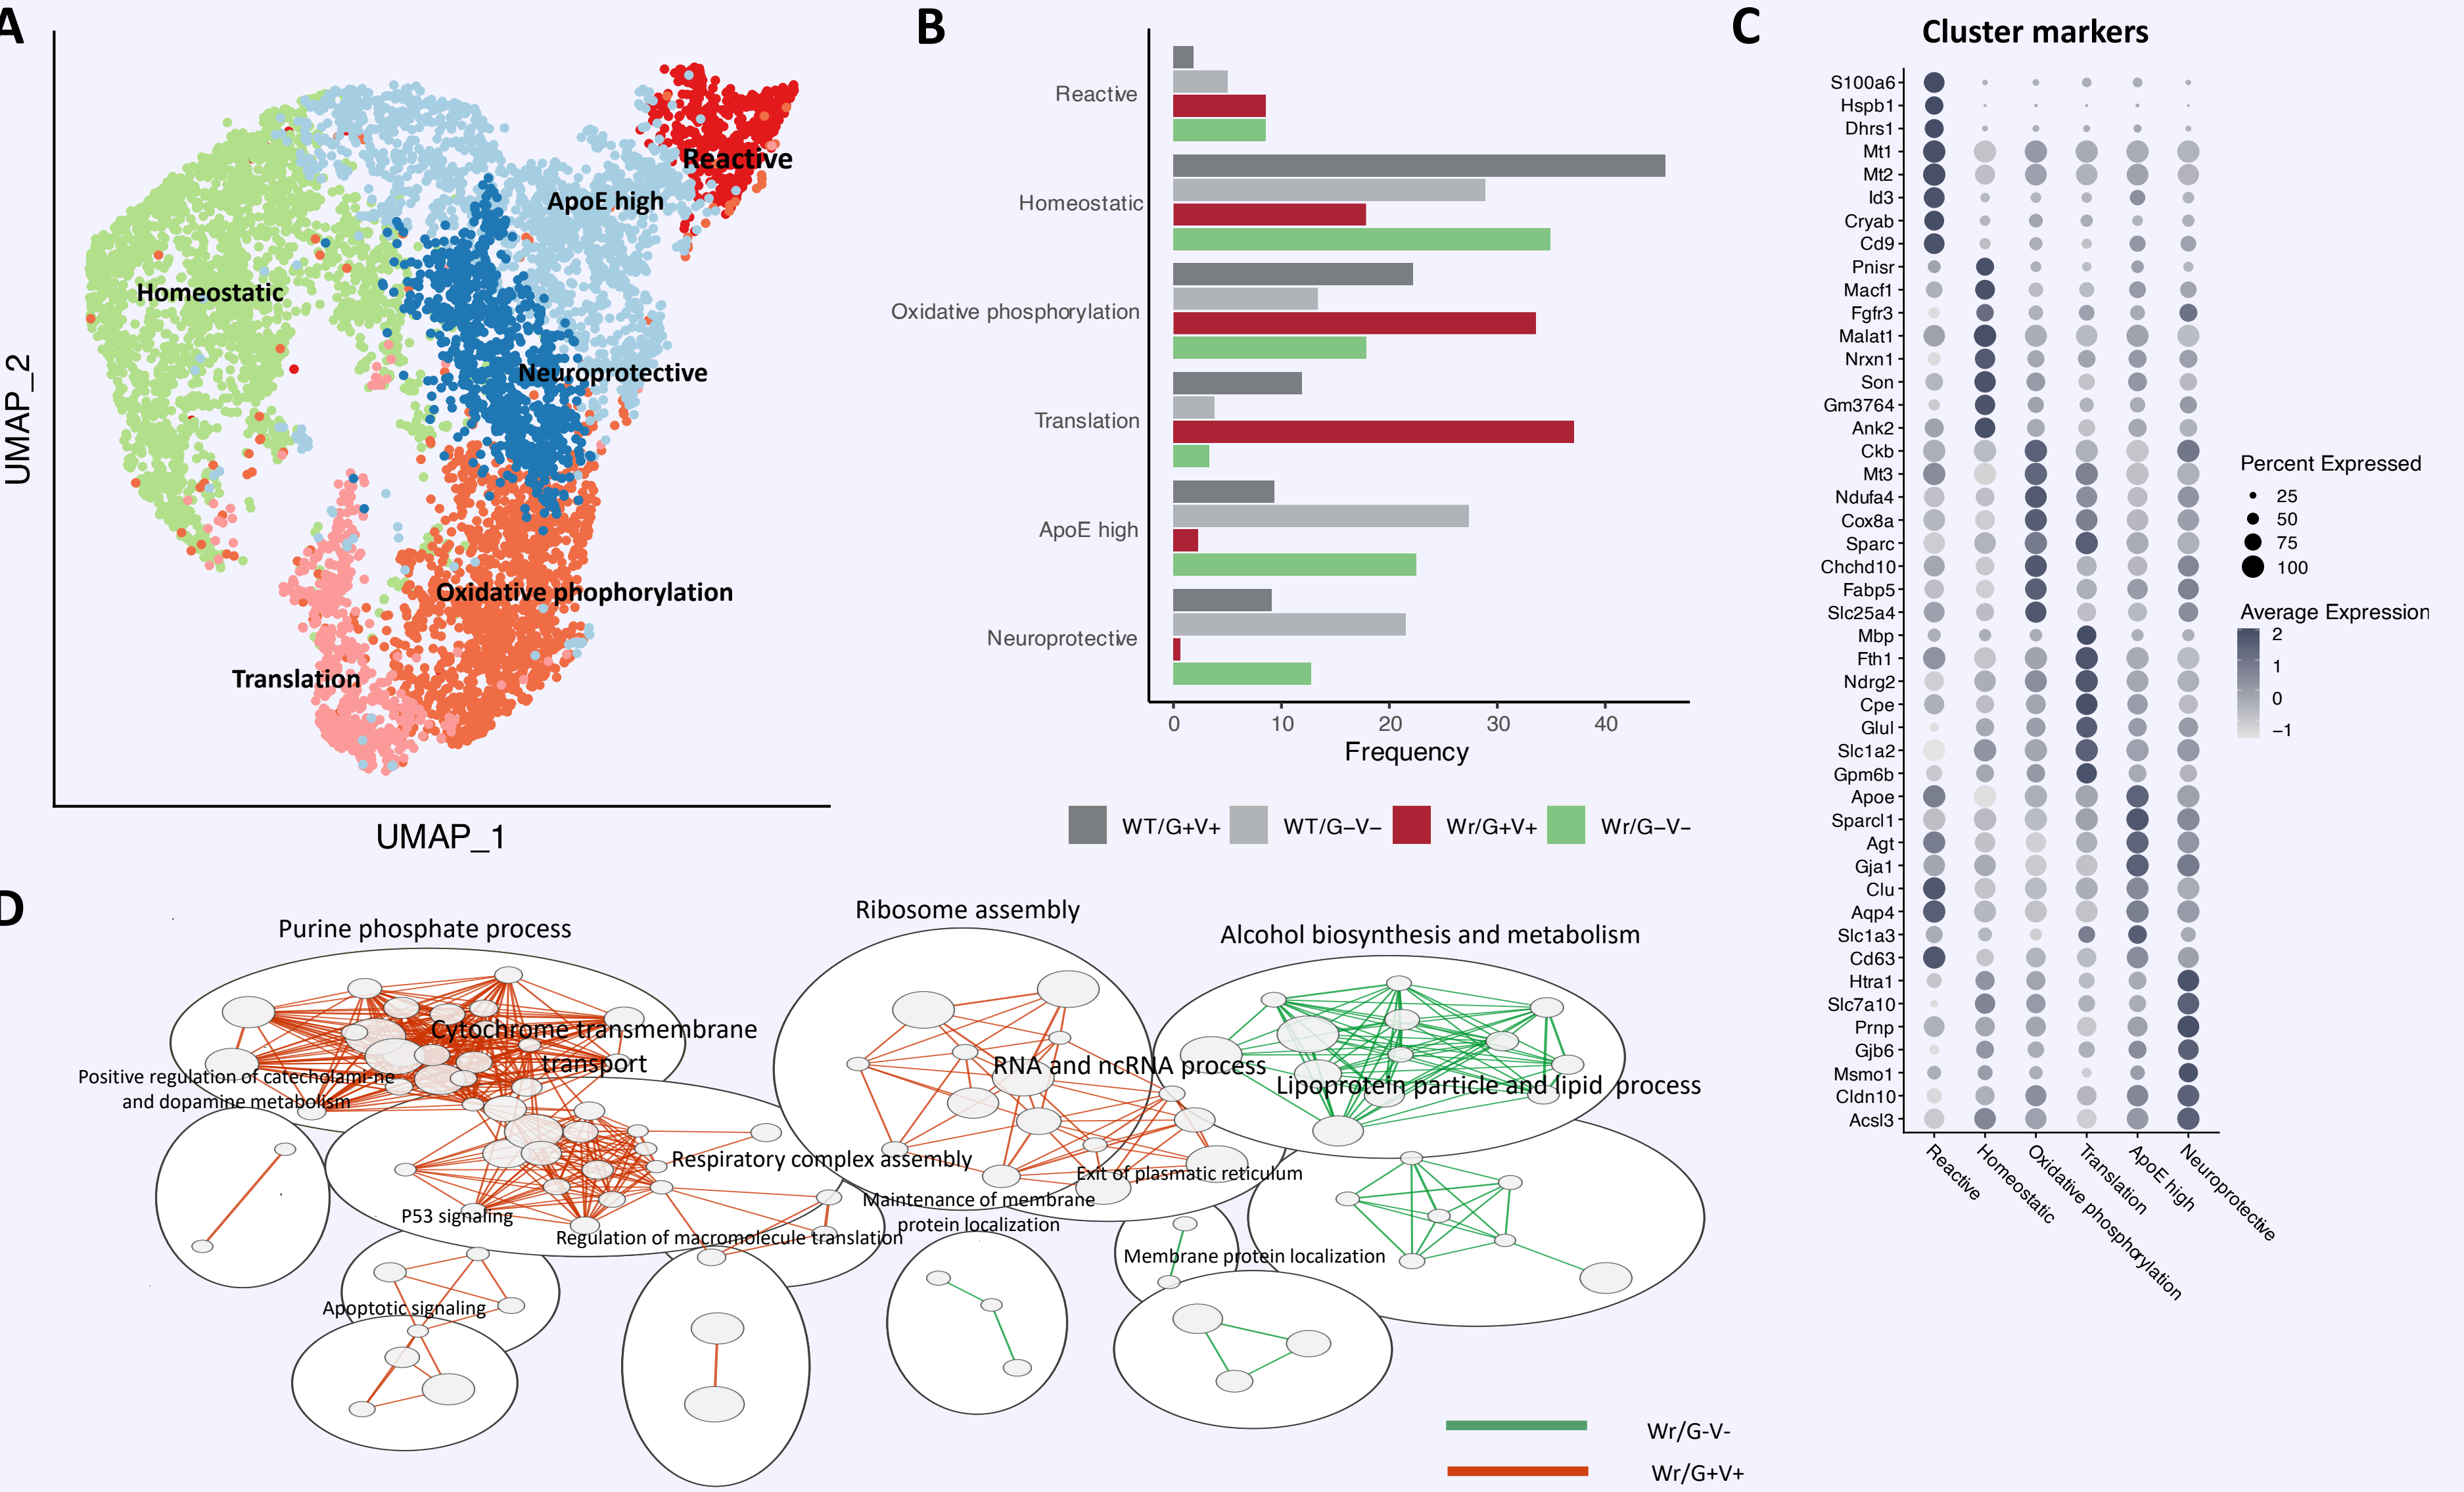 A
UMAP_2
Reactive
ApoE high
Homeostatic
Neuroprotective
Oxidative phophorylation
Translation
UMAP_1
B
Reactive
Homeostatic
Oxidative phosphorylation
Translation
ApoE high
Neuroprotective
0 10 20 30 40
Frequency
WT/G+V+ WT/G−V− Wr/G+V+ Wr/G−V−
C
Cluster markers
S100a6
Hspb1
Dhrs1
Mt1
Mt2
Id3
Cryab
Cd9
Pnisr
Macf1
Fgfr3
Malat1
Nrxn1
Son
Gm3764
Ank2
Ckb
Mt3
Ndufa4
Cox8a
Sparc
Chchd10
Fabp5
Slc25a4
Mbp
Fth1
Ndrg2
Cpe
Glul
Slc1a2
Gpm6b
Apoe
Sparcl1
Agt
Gja1
Clu
Aqp4
Slc1a3
Cd63
Htra1
Slc7a10
Prnp
Gjb6
Msmo1
Cldn10
Acsl3
Reactive
Homeostatic
Oxidative phosphorylation
Translation
ApoE high
Neuroprotective
Percent Expressed
25
50
75
100
Average Expression
2
1
0
−1
D
Purine phosphate process
Ribosome assembly
Alcohol biosynthesis and metabolism
Cytochrome transmembrane
transport
RNA and ncRNA process
Positive regulation of catecholami-ne
and dopamine metabolism
Lipoprotein particle and lipid process
Respiratory complex assembly
Exit of plasmatic reticulum
Maintenance of membrane
protein localization
P53 signaling
Regulation of macromolecule translation
Membrane protein localization
Apoptotic signaling
Wr/G-V-
Wr/G+V+